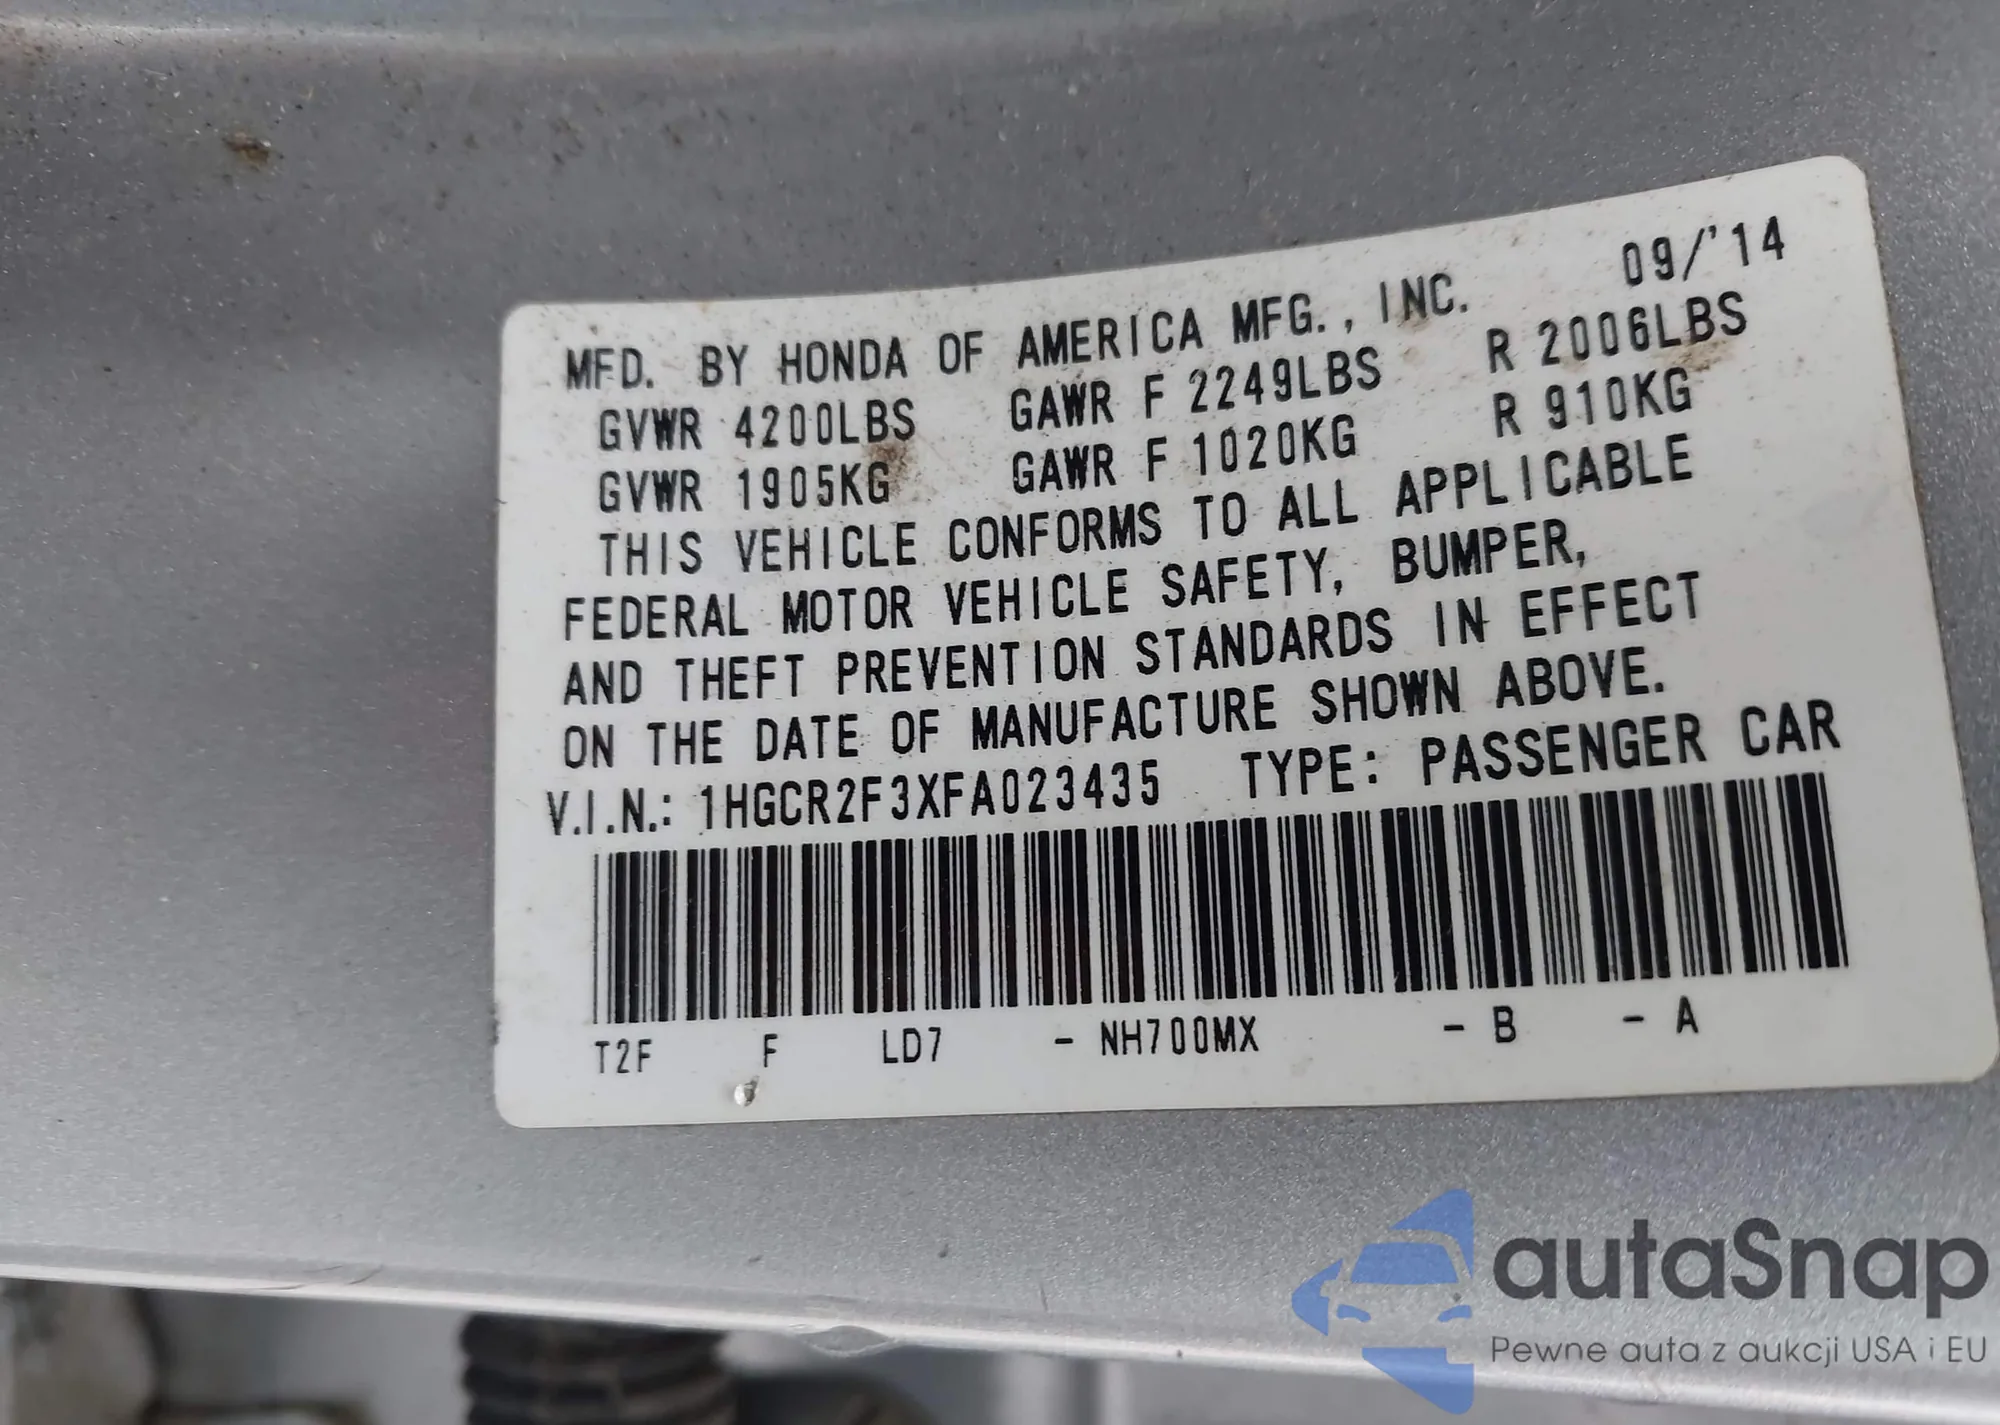 09/'14
MFD. BY HONDA OF AMERICA MFG., INC.
GVWR 4200LBS GAWR F 2249LBS R 2006LBS
GVWR 1905KG GAWR F 1020KG R 910KG
THIS VEHICLE CONFORMS TO ALL APPLICABLE
FEDERAL MOTOR VEHICLE SAFETY, BUMPER,
AND THEFT PREVENTION STANDARDS IN EFFECT
ON THE DATE OF MANUFACTURE SHOWN ABOVE.
V.I.N.: 1HGCR2F3XFA023435 TYPE: PASSENGER CAR
T2F F LD7 - NH700MX - B - A
autaSnap
Pewne auta z aukcji USA i EU